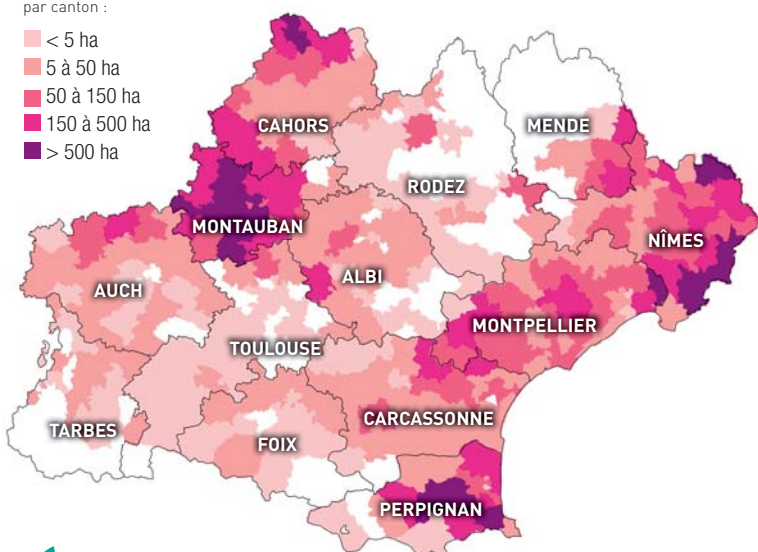 par canton :
< 5 ha
5 à 50 ha
50 à 150 ha
150 à 500 ha
> 500 ha
CAHORS
MENDE
RODEZ
MONTAUBAN
NÎMES
AUCH
ALBI
MONTPELLIER
TOULOUSE
CARCASSONNE
TARBES
FOIX
PERPIGNAN